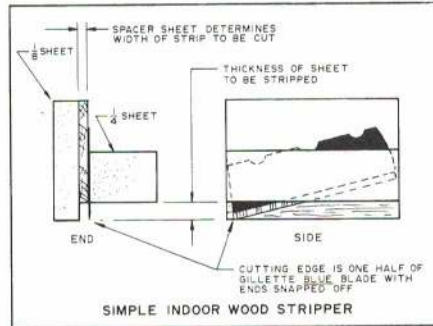 SPACER SHEET DETERMINES
WIDTH OF STRIP TO BE CUT
1/8 SHEET
THICKNESS OF SHEET
TO BE STRIPPED
1/4 SHEET
END
SIDE
CUTTING EDGE IS ONE HALF OF
GILLETTE BLUE BLADE WITH
ENDS SNAPPED OFF
SIMPLE INDOOR WOOD STRIPPER